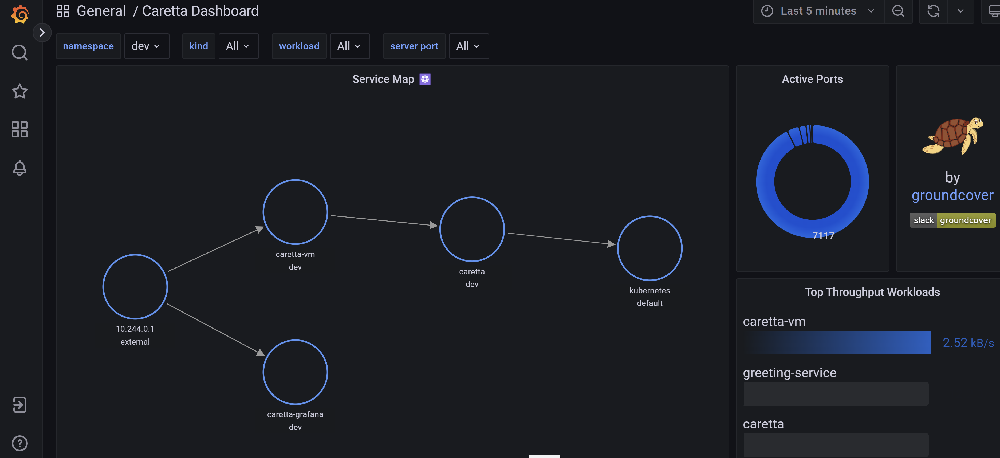 General / Caretta Dashboard
Last 5 minutes
namespace dev kind All workload All server port All
Service Map
caretta-vm
dev
caretta
dev
kubernetes
default
10.244.0.1
external
caretta-grafana
dev
Active Ports
7117
by
groundcover
slack groundcover
Top Throughput Workloads
caretta-vm
2.52 kB/s
greeting-service
caretta